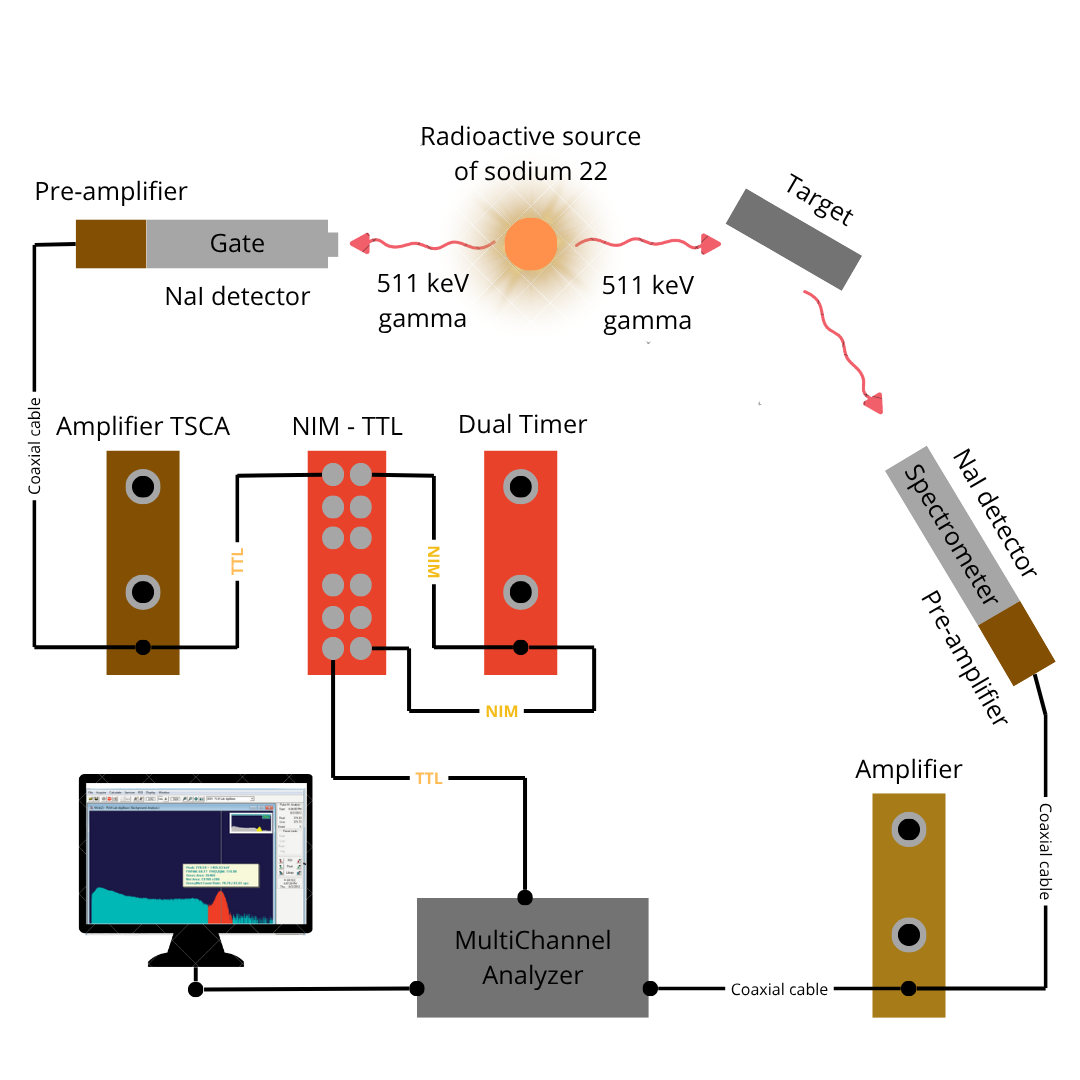 Radioactive source
of sodium 22
Pre-amplifier
Target
Gate
NaI detector
511 keV
gamma
511 keV
gamma
Coaxial cable
Amplifier TSCA
NIM - TTL
Dual Timer
TTL
NIM
NIM
TTL
NaI detector
Spectrometer
Pre-amplifier
Amplifier
Coaxial cable
MultiChannel
Analyzer
Coaxial cable